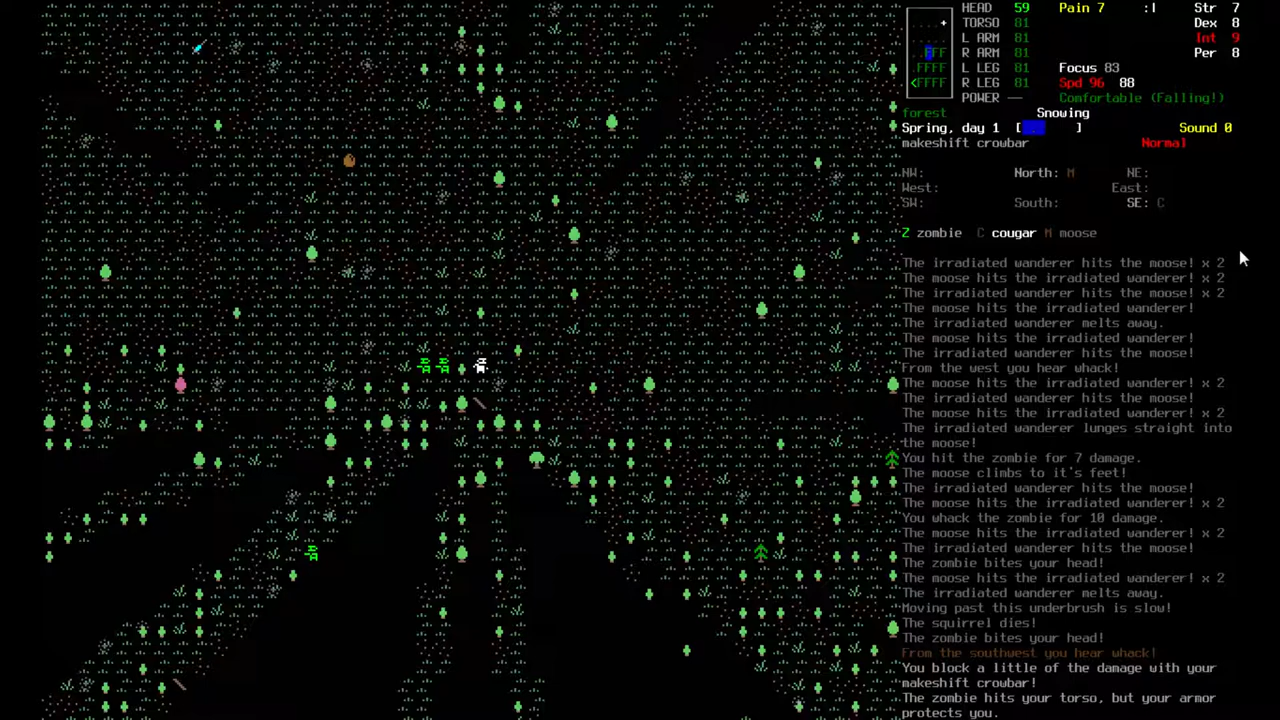 HEAD 59 Pain 7 :| Str 7
TORSO 81 Dex 8
L ARM 81 Int 9
R ARM 81 Per 8
L LEG 81 Focus 83
R LEG 81 Spd 96 88
POWER — Comfortable (Falling!)
forest Snowing
Spring, day 1 [ ] Sound 0
makeshift crowbar Normal
NW: North: M NE:
West: East:
SW: South: SE: C
Z zombie C cougar M moose
The irradiated wanderer hits the moose! x 2
The moose hits the irradiated wanderer! x 2
The irradiated wanderer hits the moose! x 2
The moose hits the irradiated wanderer!
The irradiated wanderer melts away.
The moose hits the irradiated wanderer!
The irradiated wanderer hits the moose!
From the west you hear whack!
The moose hits the irradiated wanderer! x 2
The irradiated wanderer hits the moose!
The moose hits the irradiated wanderer! x 2
The irradiated wanderer lunges straight into
the moose!
You hit the zombie for 7 damage.
The moose climbs to it's feet!
The irradiated wanderer hits the moose!
The moose hits the irradiated wanderer! x 2
You whack the zombie for 10 damage.
The moose hits the irradiated wanderer! x 2
The irradiated wanderer hits the moose!
The zombie bites your head!
The moose hits the irradiated wanderer! x 2
The irradiated wanderer melts away.
Moving past this underbrush is slow!
The squirrel dies!
The zombie bites your head!
From the southwest you hear whack!
You block a little of the damage with your
makeshift crowbar!
The zombie hits your torso, but your armor
protects you.